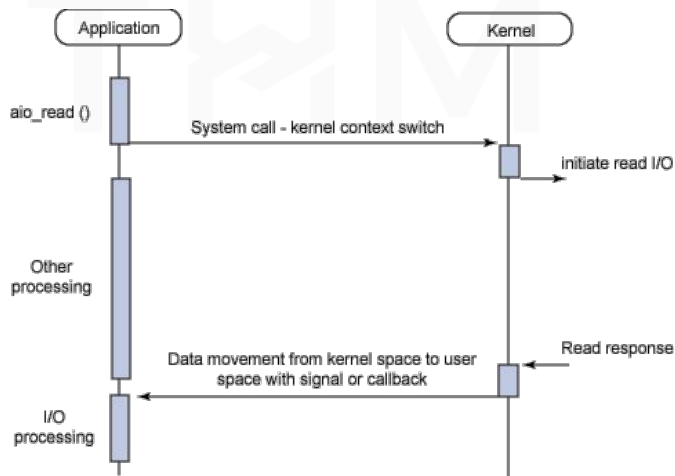 Application
Kernel
aio_read ()
System call - kernel context switch
initiate read I/O
Other
processing
Read response
Data movement from kernel space to user
space with signal or callback
I/O
processing